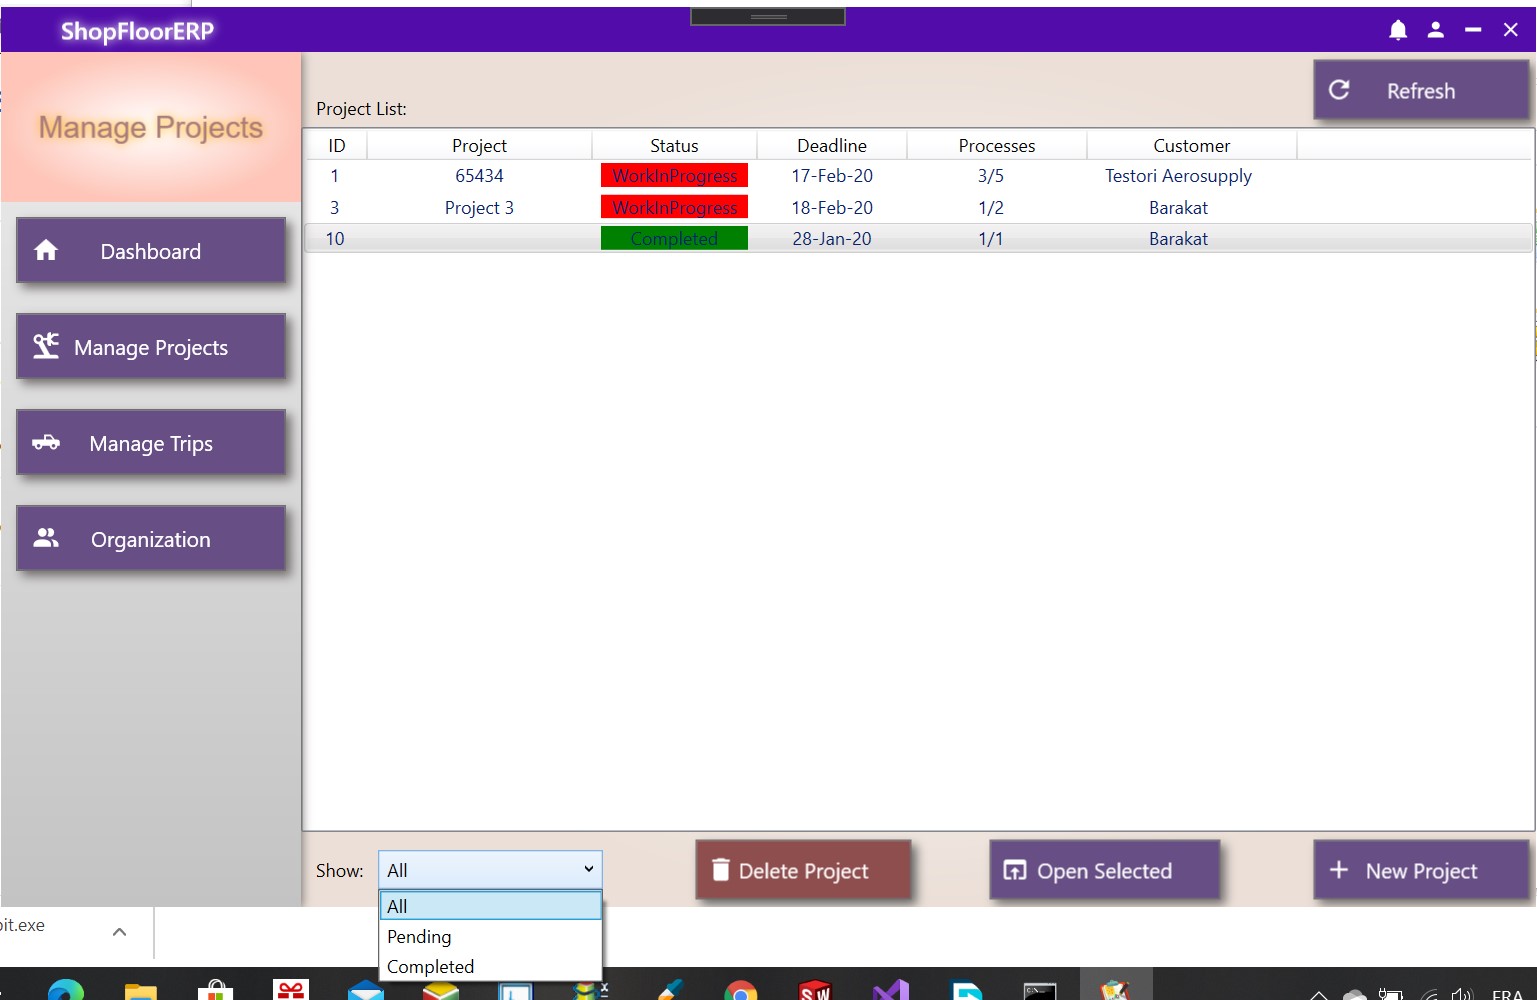 ShopFloorERP
Manage Projects
Refresh
Project List:
ID Project Status Deadline Processes Customer
1 65434 WorkInProgress 17-Feb-20 3/5 Testori Aerosupply
3 Project 3 WorkInProgress 18-Feb-20 1/2 Barakat
10 Completed 28-Jan-20 1/1 Barakat
Dashboard
Manage Projects
Manage Trips
Organization
Show: All
Delete Project
Open Selected
New Project
All
Pending
Completed
bit.exe
SW
FRA